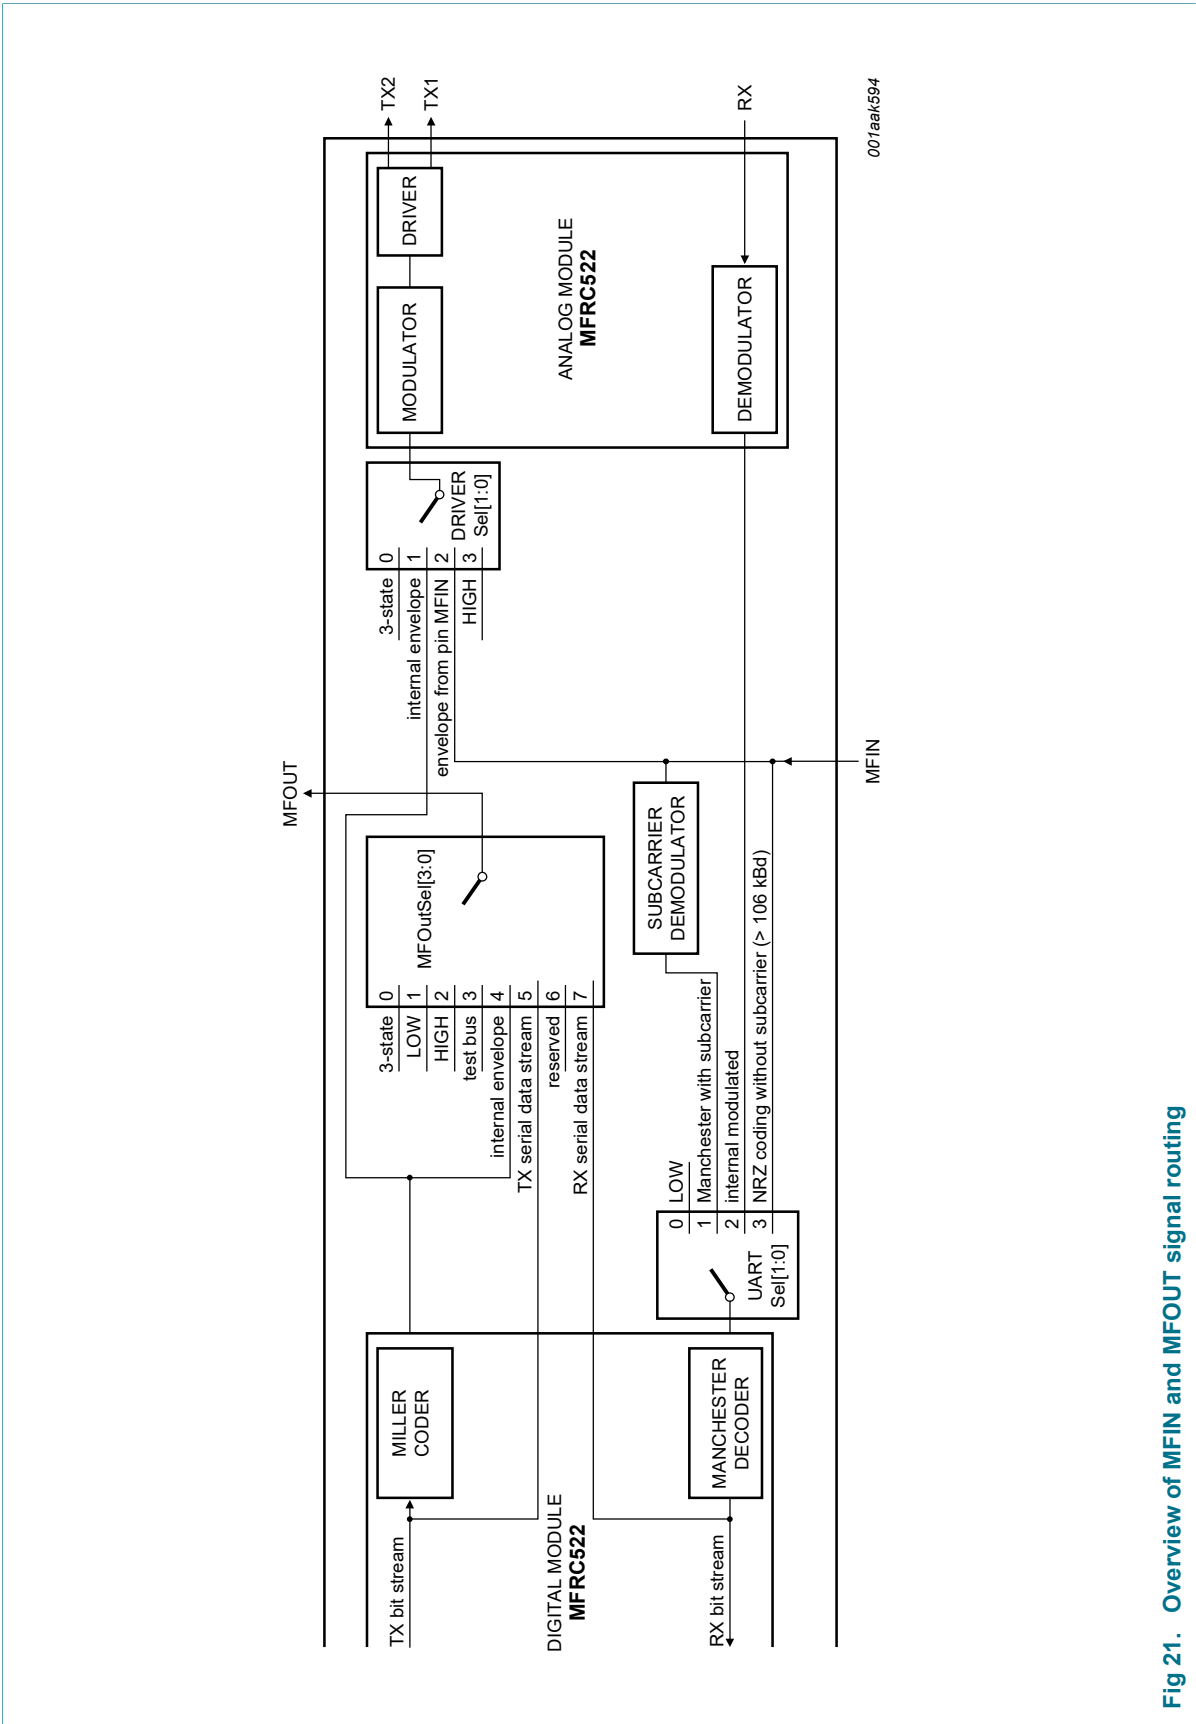 TX bit stream
MILLER
CODER
DIGITAL MODULE
MFRC522
RX bit stream
MANCHESTER
DECODER
MFOUT
3-state 0
LOW 1
HIGH 2
test bus 3
internal envelope 4
TX serial data stream 5
reserved 6
RX serial data stream 7
MFOutSel[3:0]
0 LOW
1 Manchester with subcarrier
2 internal modulated
3 NRZ coding without subcarrier (> 106 kBd)
UART
Sel[1:0]
SUBCARRIER
DEMODULATOR
MFIN
3-state 0
internal envelope 1
envelope from pin MFIN 2
HIGH 3
DRIVER
Sel[1:0]
MODULATOR
DRIVER
TX2
TX1
ANALOG MODULE
MFRC522
DEMODULATOR
RX
001aak594
Fig 21. Overview of MFIN and MFOUT signal routing